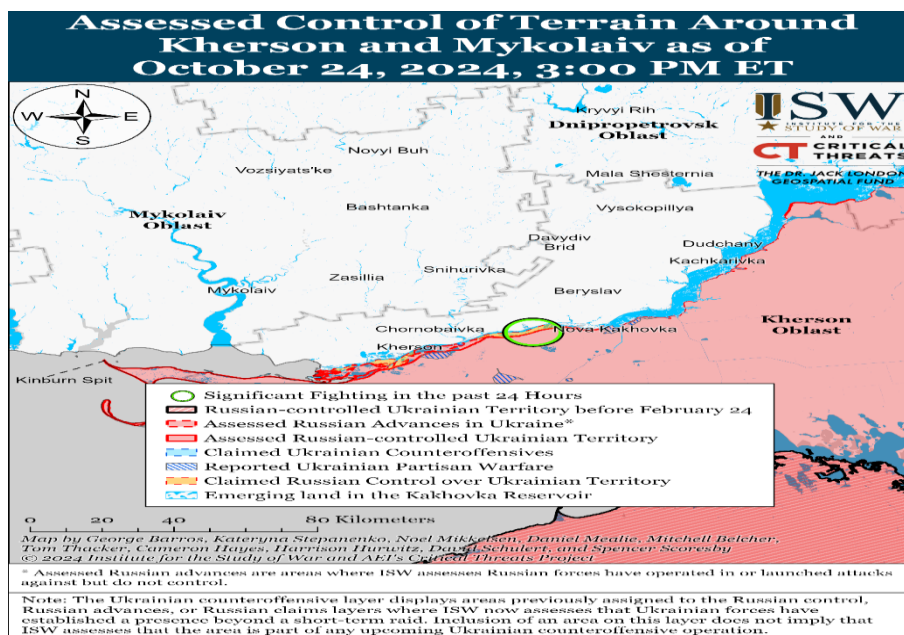 Assessed Control of Terrain Around
Kherson and Mykolaiv as of
October 24, 2024, 3:00 PM ET
N
W E
S
Kryvyi Rih
Dnipropetrovsk
Oblast
ISW
INSTITUTE FOR THE
STUDY OF WAR
AND
CT CRITICAL
THREATS
THE DR. JACK LONDON
GEOSPATIAL FUND
Novyi Buh
Vozsiyats'ke
Mala Shesternia
Bashtanka
Vysokopillya
Mykolaiv
Oblast
Davydiv
Brid
Dudchany
Kachkarivka
Snihurivka
Zasillia
Mykolaiv
Beryslav
Kherson
Oblast
Chornobaivka
Nova Kakhovka
Kherson
Kinburn Spit
Significant Fighting in the past 24 Hours
Russian-controlled Ukrainian Territory before February 24
Assessed Russian Advances in Ukraine*
Assessed Russian-controlled Ukrainian Territory
Claimed Ukrainian Counteroffensives
Reported Ukrainian Partisan Warfare
Claimed Russian Control over Ukrainian Territory
Emerging land in the Kakhovka Reservoir
0 20 40 80 Kilometers
Map by George Barros, Kateryna Stepanenko, Noel Mikkelsen, Daniel Mealie, Mitchell Belcher,
Tom Thacker, Cameron Hayes, Harrison Hurwitz, David Schulert, and Spencer Scoresby
© 2024 Institute for the Study of War and AEI's Critical Threats Project
* Assessed Russian advances are areas where ISW assesses Russian forces have operated in or launched attacks
against but do not control.
Note: The Ukrainian counteroffensive layer displays areas previously assigned to the Russian control,
Russian advances, or Russian claims layers where ISW now assesses that Ukrainian forces have
established a presence beyond a short-term raid. Inclusion of an area on this layer does not imply that
ISW assesses that the area is part of any upcoming Ukrainian counteroffensive operation.